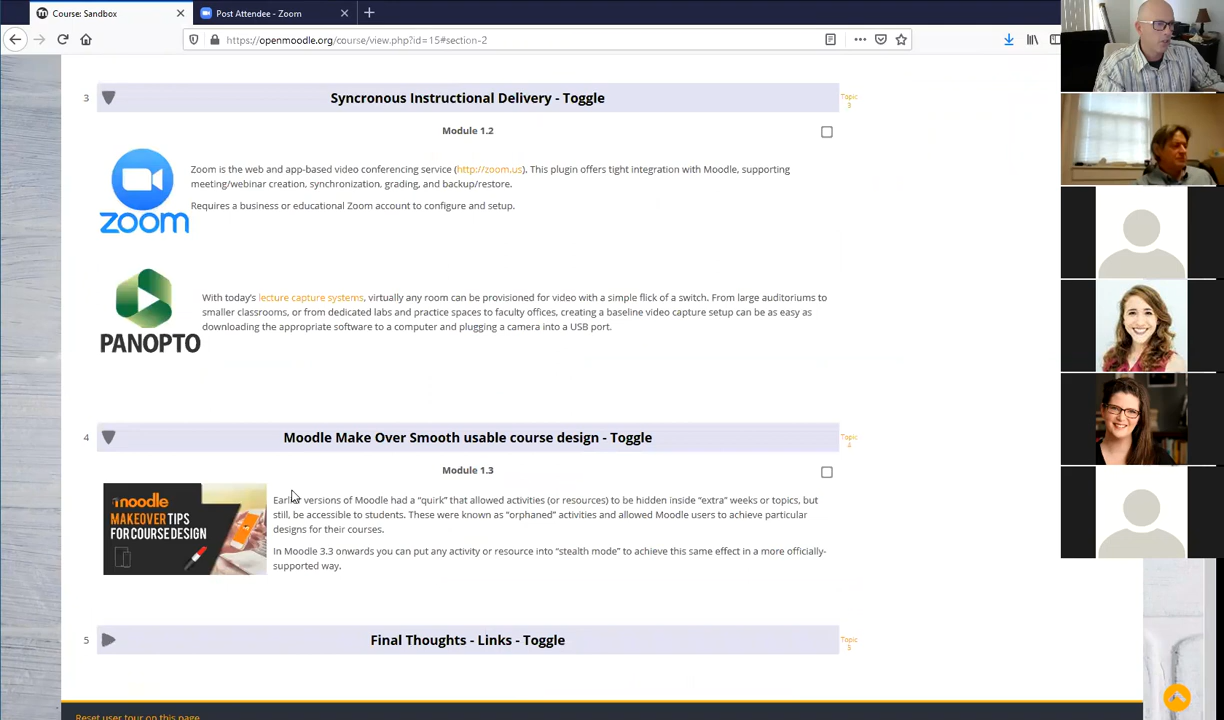 Course: Sandbox
Post Attendee - Zoom
https://openmoodle.org/course/view.php?id=15#section-2
3
Syncronous Instructional Delivery - Toggle
Topic
3
Module 1.2
Zoom is the web and app-based video conferencing service (http://zoom.us). This plugin offers tight integration with Moodle, supporting
meeting/webinar creation, synchronization, grading, and backup/restore.
zoom
Requires a business or educational Zoom account to configure and setup.
With today's lecture capture systems, virtually any room can be provisioned for video with a simple flick of a switch. From large auditoriums to
smaller classrooms, or from dedicated labs and practice spaces to faculty offices, creating a baseline video capture setup can be as easy as
downloading the appropriate software to a computer and plugging a camera into a USB port.
PANOPTO
4
Moodle Make Over Smooth usable course design - Toggle
Topic
4
Module 1.3
moodle
MAKEOVER TIPS
FOR COURSE DESIGN
Earlier versions of Moodle had a “quirk” that allowed activities (or resources) to be hidden inside “extra” weeks or topics, but
still, be accessible to students. These were known as “orphaned” activities and allowed Moodle users to achieve particular
designs for their courses.
In Moodle 3.3 onwards you can put any activity or resource into “stealth mode” to achieve this same effect in a more officially-
supported way.
5
Final Thoughts - Links - Toggle
Topic
5
Reset user tour on this page